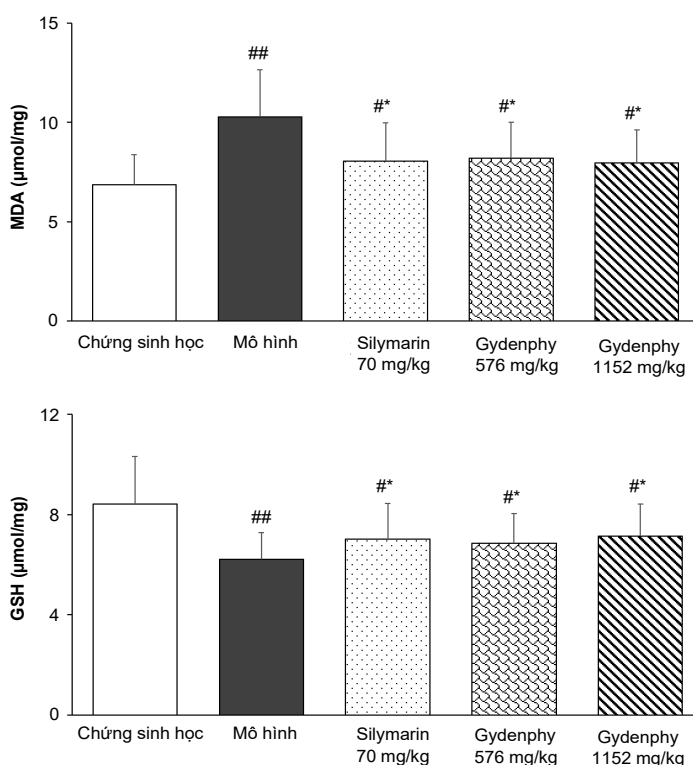 15
##
#*
#*
#*
10
MDA (µmol/mg)
5
0
Chứng sinh học
Mô hình
Silymarin
70 mg/kg
Gydenphy
576 mg/kg
Gydenphy
1152 mg/kg
12
#*
#*
#*
##
8
GSH (µmol/mg)
4
0
Chứng sinh học
Mô hình
Silymarin
70 mg/kg
Gydenphy
576 mg/kg
Gydenphy
1152 mg/kg